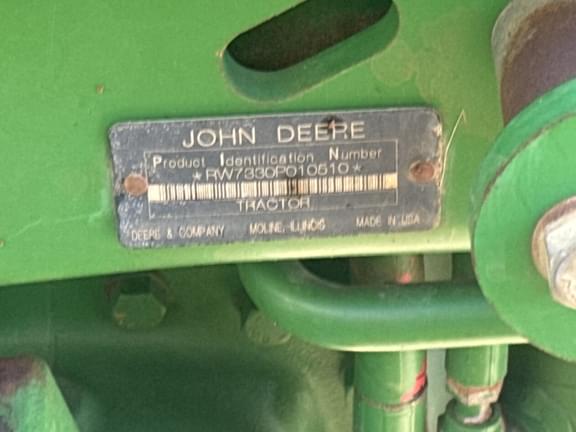 JOHN DEERE
Product Identification Number
*RW7330P010510*
TRACTOR
DEERE & COMPANY MOLINE, ILLINOIS MADE IN USA